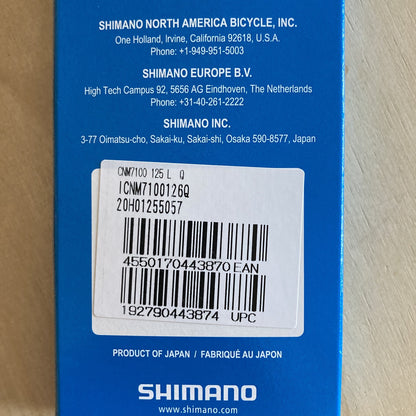 SHIMANO NORTH AMERICA BICYCLE, INC.
One Holland, Irvine, California 92618, U.S.A.
Phone: +1-949-951-5003
SHIMANO EUROPE B.V.
High Tech Campus 92, 5656 AG Eindhoven, The Netherlands
Phone: +31-40-261-2222
SHIMANO INC.
3-77 Oimatsu-cho, Sakai-ku, Sakai-shi, Osaka 590-8577, Japan
CNM7100 125 L Q
ICNM7100126Q
20H01255057
4550170443870 EAN
192790443874 UPC
PRODUCT OF JAPAN / FABRIQUÉ AU JAPON
SHIMANO
www.shimano.com